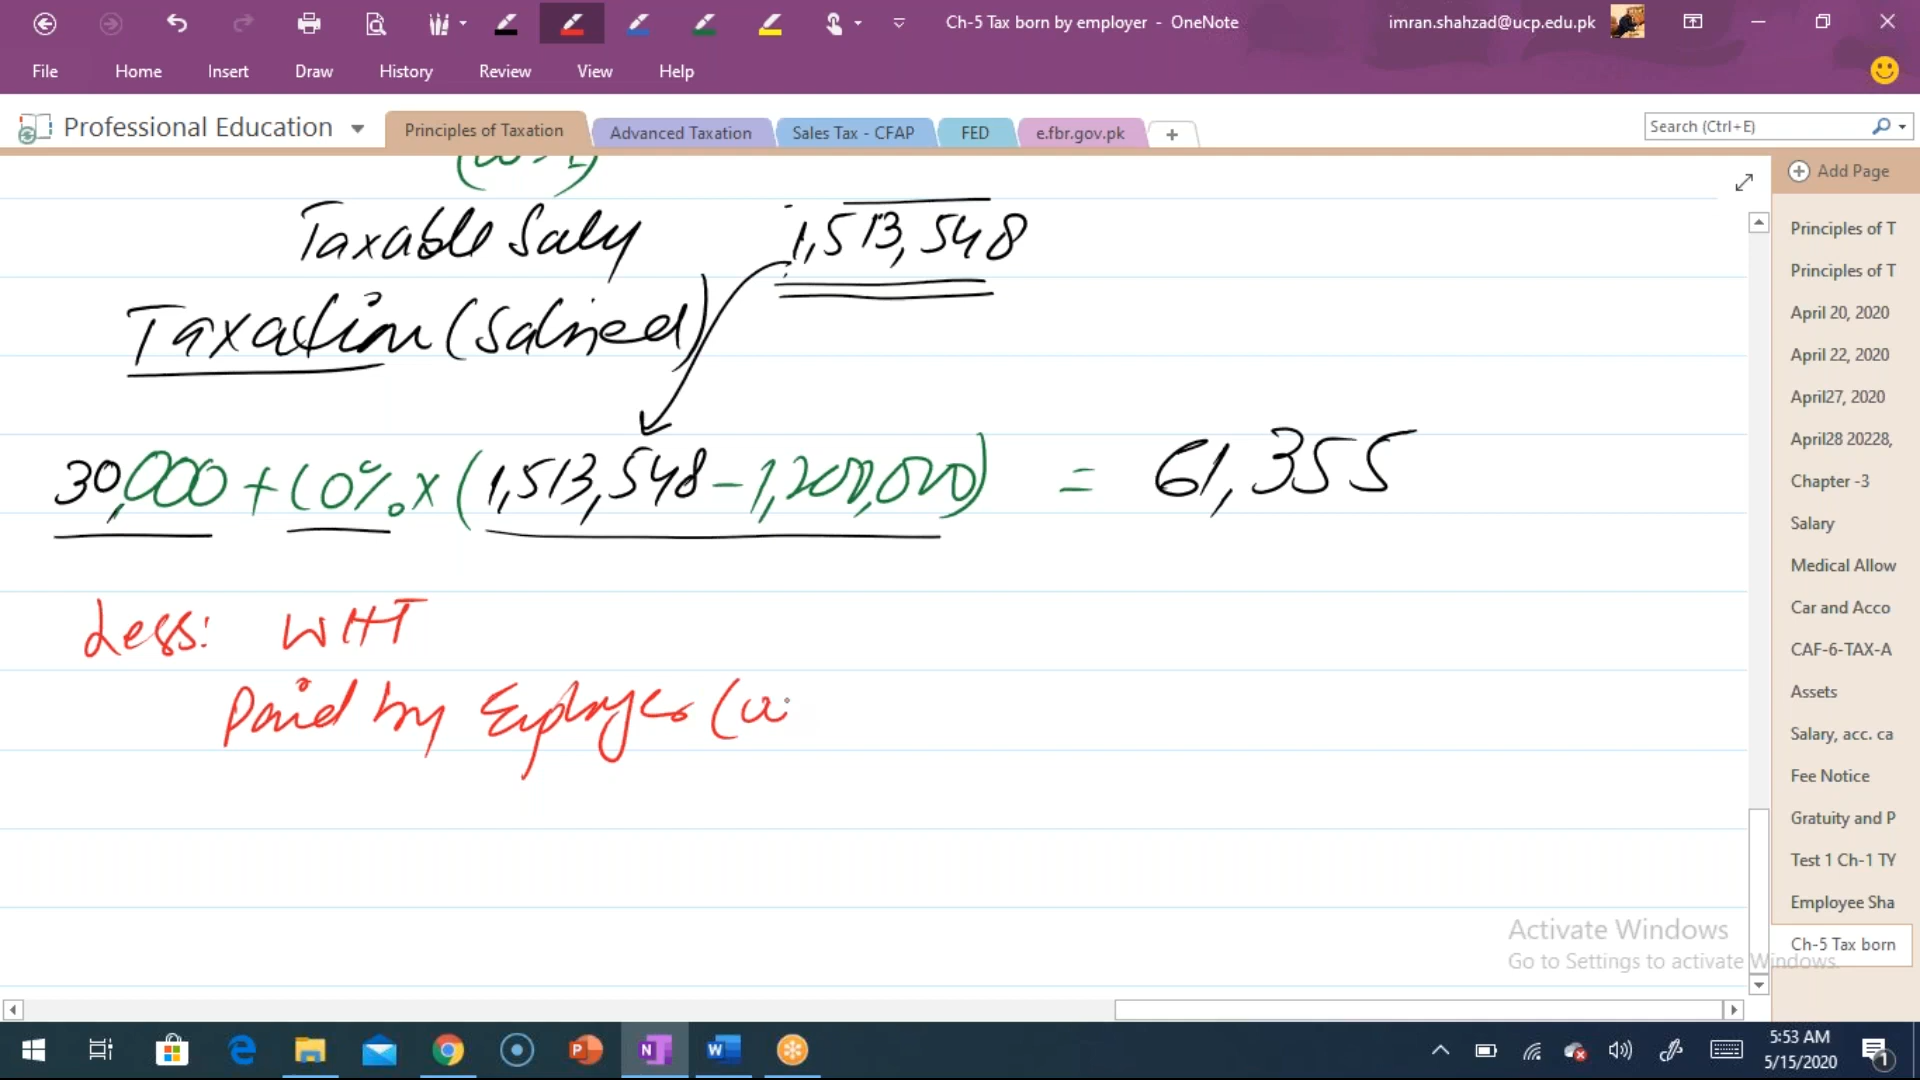 Ch-5 Tax born by employer - OneNote
imran.shahzad@ucp.edu.pk
File Home Insert Draw History Review View Help
Professional Education
Principles of Taxation
Advanced Taxation
Sales Tax - CFAP
FED
e.fbr.gov.pk
Search (Ctrl+E)
Add Page
Taxable Saly 1,513,548
Taxation (Salried)
30,000 + 10% x (1,513,548 - 1,200,000) = 61,355
Less: WHT
Paid by Employer (w
Principles of T
Principles of T
April 20, 2020
April 22, 2020
April27, 2020
April28 20228,
Chapter -3
Salary
Medical Allow
Car and Acco
CAF-6-TAX-A
Assets
Salary, acc. ca
Fee Notice
Gratuity and P
Test 1 Ch-1 TY
Employee Sha
Ch-5 Tax born
Activate Windows
Go to Settings to activate Windows.
5:53 AM
5/15/2020